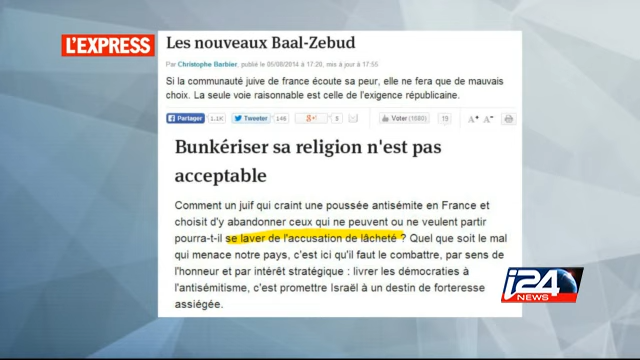 L'EXPRESS
Les nouveaux Baal-Zebud
Par Christophe Barbier, publié le 05/08/2014 à 17:20, mis à jour à 17:55
Si la communauté juive de france écoute sa peur, elle ne fera que de mauvais
choix. La seule voie raisonnable est celle de l'exigence républicaine.
Partager 1.1K Tweeter 146 g+1 3 Voter (1680) 19 A+ A-
Bunkériser sa religion n'est pas
acceptable
Comment un juif qui craint une poussée antisémite en France et
choisit d'y abandonner ceux qui ne peuvent ou ne veulent partir
pourra-t-il se laver de l'accusation de lâcheté ? Quel que soit le mal
qui menace notre pays, c'est ici qu'il faut le combattre, par sens de
l'honneur et par intérêt stratégique : livrer les démocraties à
l'antisémitisme, c'est promettre Israël à un destin de forteresse
assiégée.
i24
NEWS